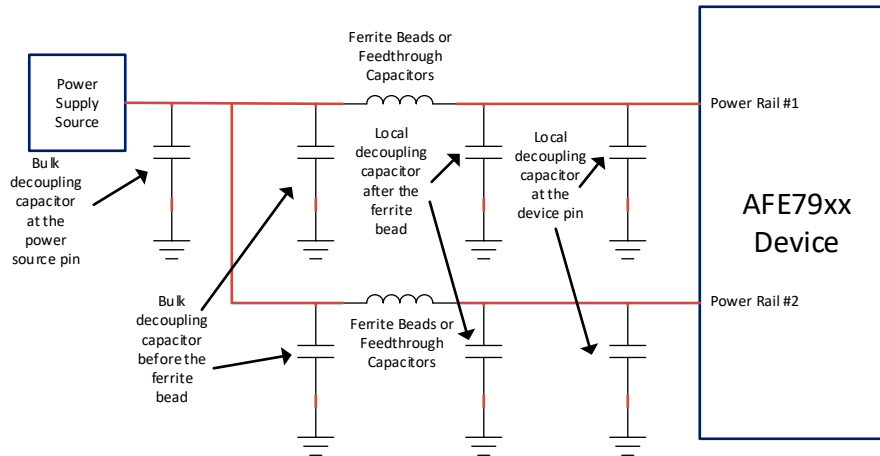 Ferrite Beads or
Feedthrough
Capacitors
Power
Supply
Source
Power Rail #1
Bulk
decoupling
capacitor
at the
power
source pin
Local
decoupling
capacitor
after the
ferrite
bead
Local
decoupling
capacitor
at the
device pin
AFE79xx
Device
Bulk
decoupling
capacitor
before the
ferrite
bead
Ferrite Beads or
Feedthrough
Capacitors
Power Rail #2